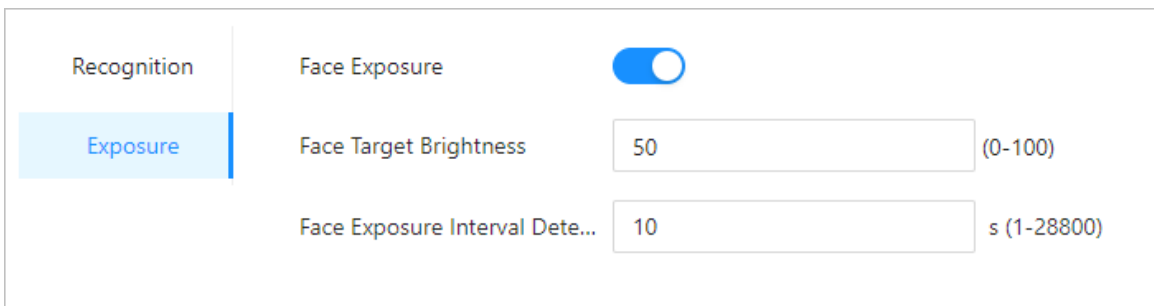 Recognition
Face Exposure
Exposure
Face Target Brightness
50
(0-100)
Face Exposure Interval Dete...
10
s (1-28800)